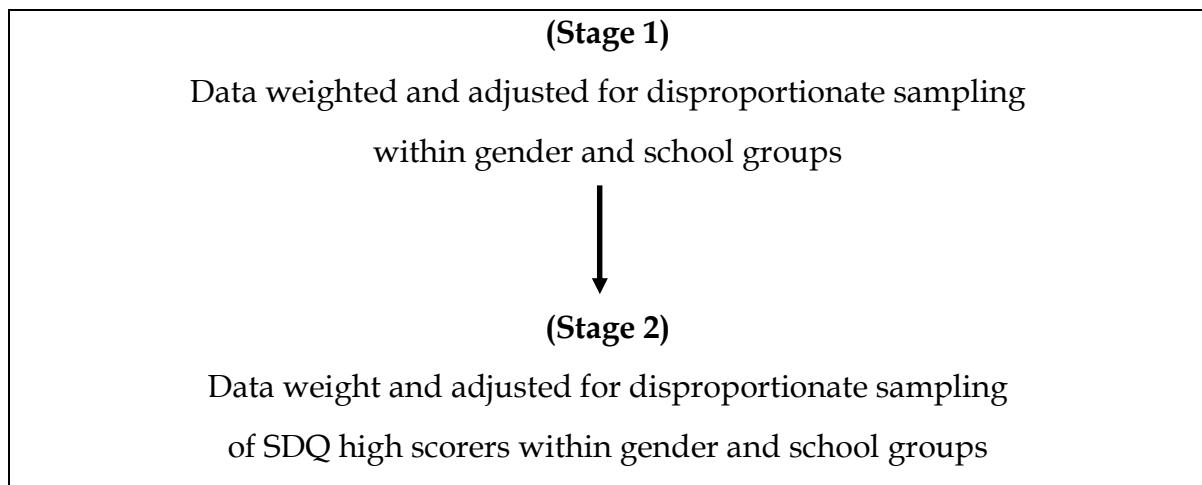 (Stage 1)
Data weighted and adjusted for disproportionate sampling
within gender and school groups
(Stage 2)
Data weight and adjusted for disproportionate sampling
of SDQ high scorers within gender and school groups